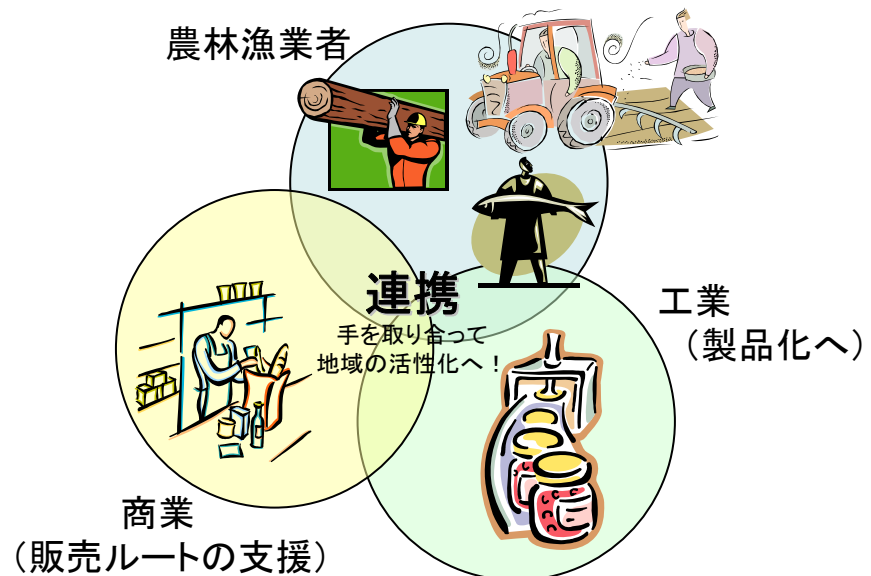 農林漁業者
連携
手を取り合って
地域の活性化へ！
工業
（製品化へ）
商業
（販売ルートの支援）